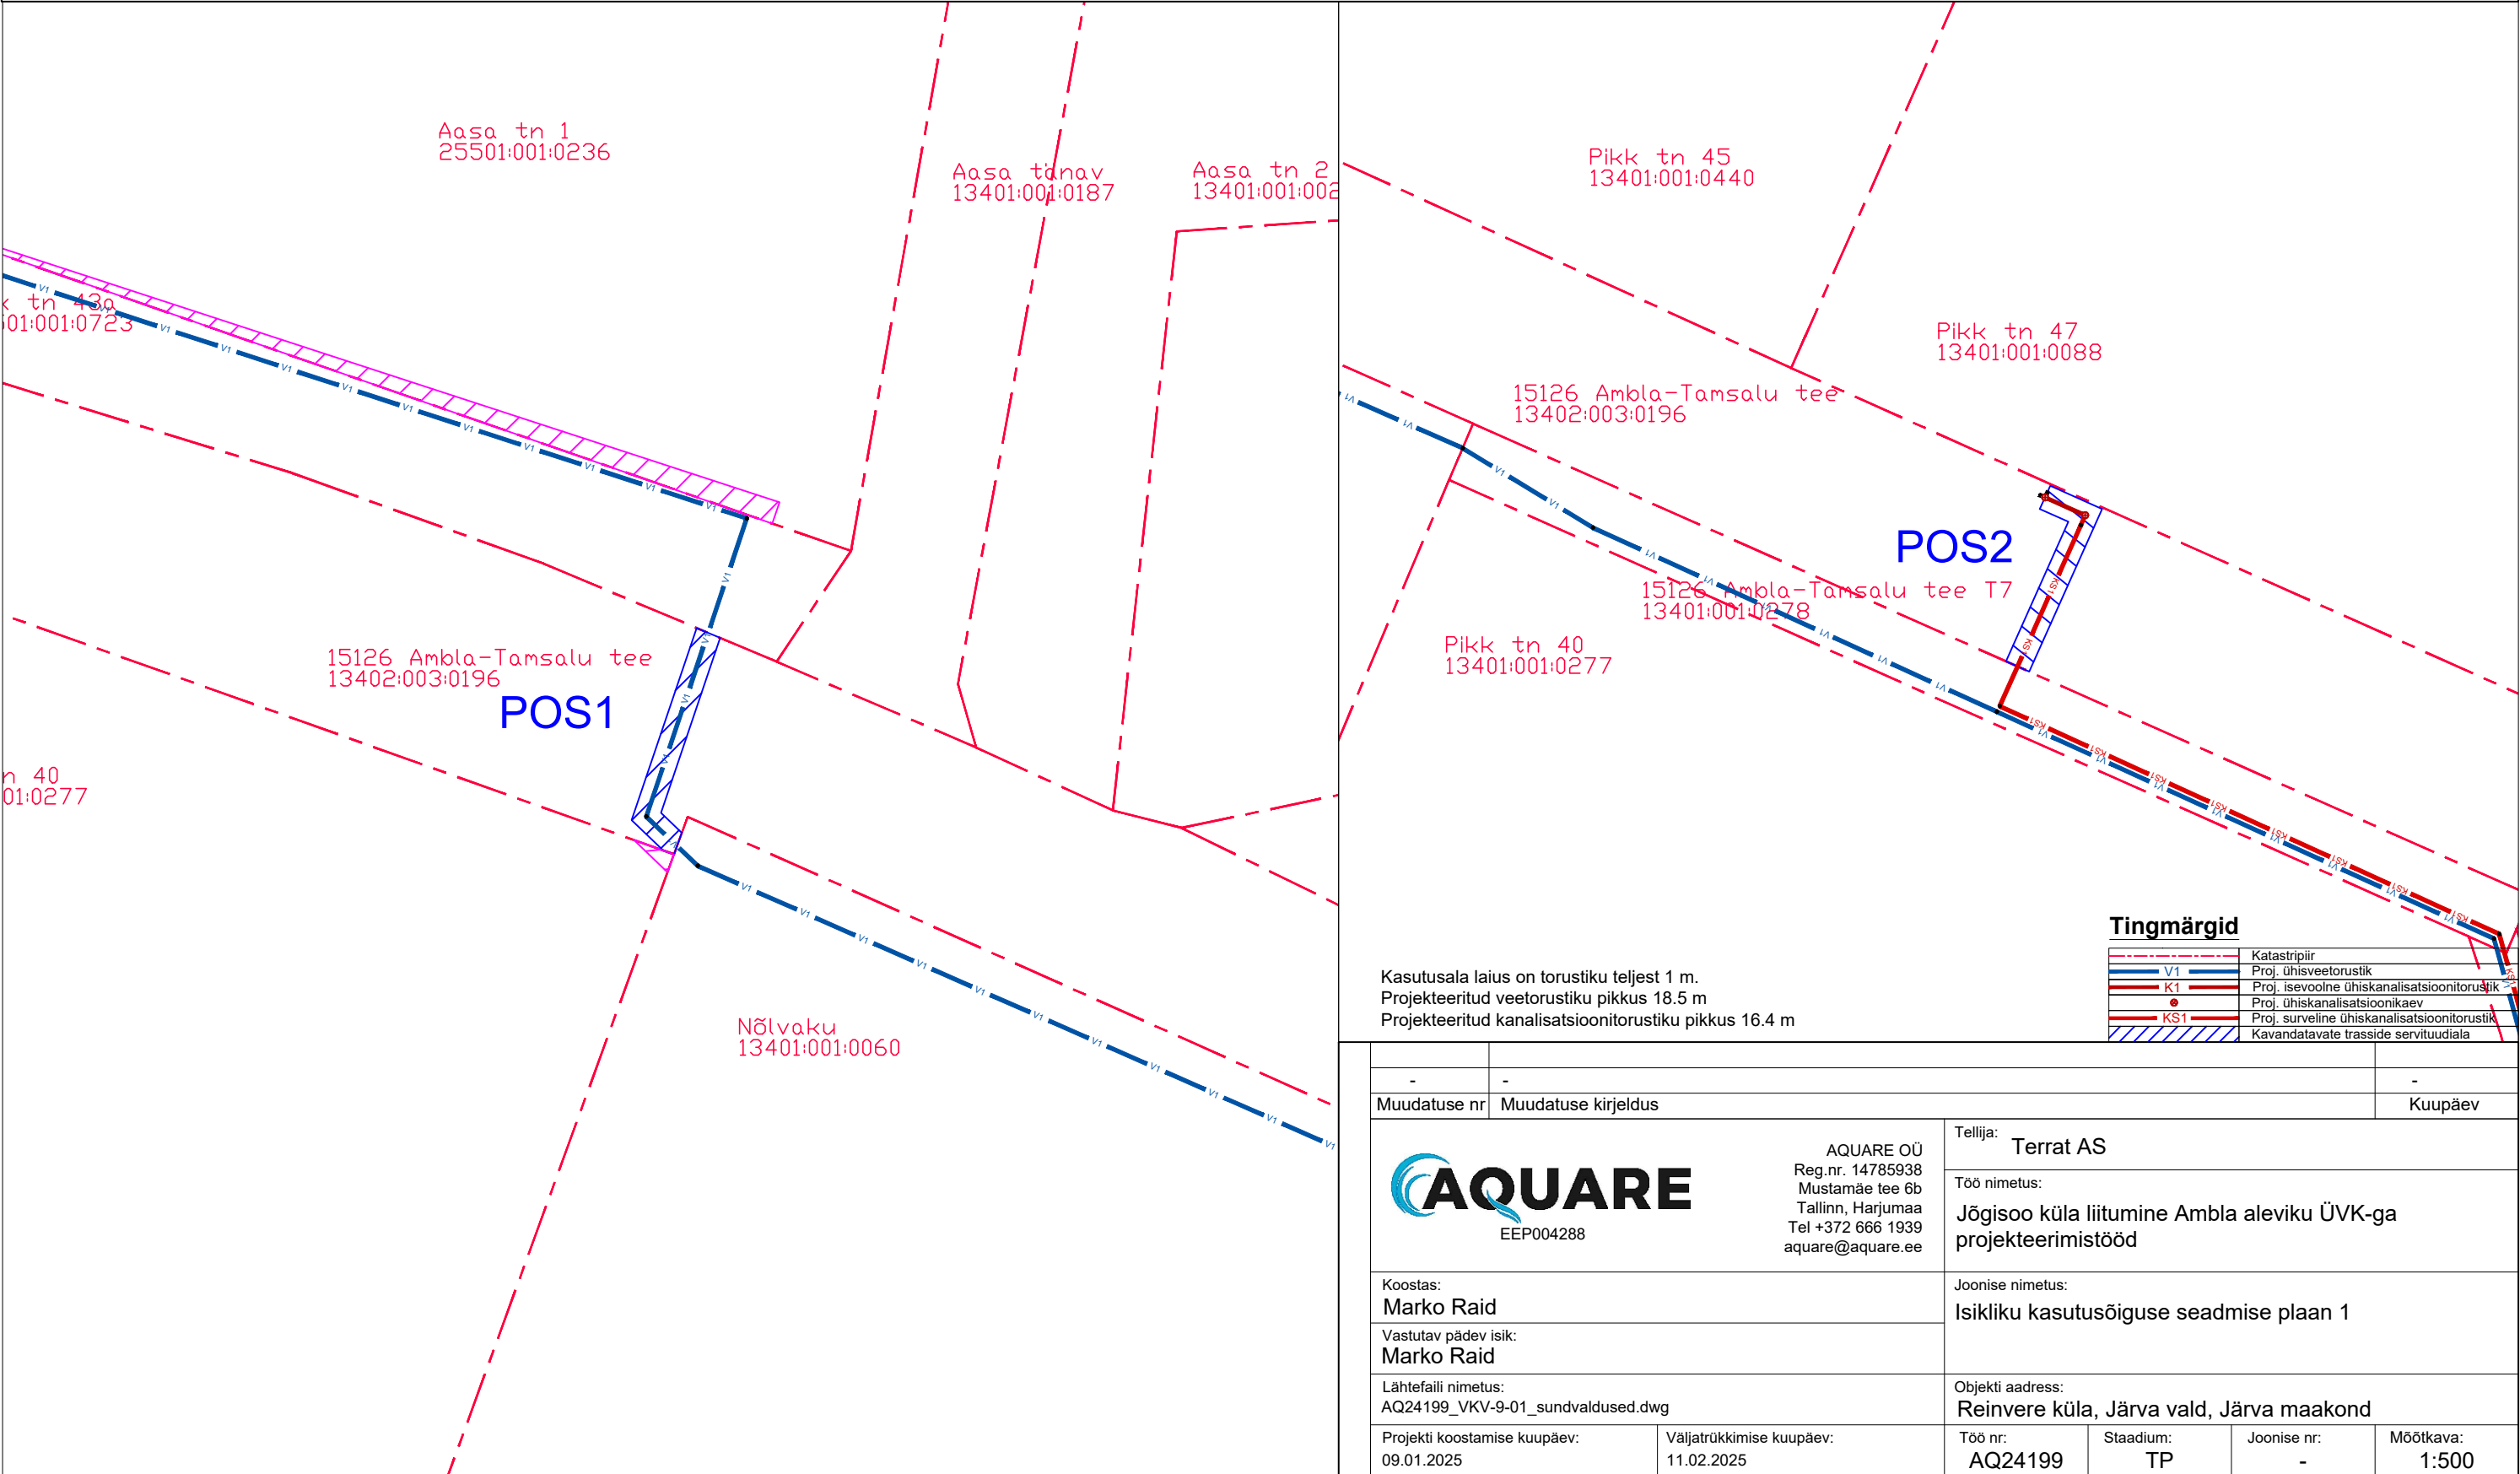 Aasa tn 1
25501:001:0236
Aasa tänav
13401:001:0187
Aasa tn 2
13401:001:002
tn 43a
01:001:0723
15126 Ambla-Tamsalu tee
13402:003:0196
POS1
n 40
01:0277
Nõlvaku
13401:001:0060
Pikk tn 45
13401:001:0440
Pikk tn 47
13401:001:0088
15126 Ambla-Tamsalu tee
13402:003:0196
POS2
15126 Ambla-Tamsalu tee T7
13401:001:0278
Pikk tn 40
13401:001:0277
Kasutusala laius on torustiku teljest 1 m.
Projekteeritud veetorustiku pikkus 18.5 m
Projekteeritud kanalisatsioonitorustiku pikkus 16.4 m
Tingmärgid
Katastripiir
V1 Proj. ühisveetorustik
K1 Proj. isevoolne ühiskanalisatsioonitorustik
Proj. ühiskanalisatsioonikaev
KS1 Proj. surveline ühiskanalisatsioonitorustik
Kavandatavate trasside servituudiala
- - -
Muudatuse nr Muudatuse kirjeldus Kuupäev
AQUARE
EEP004288
AQUARE OÜ
Reg.nr. 14785938
Mustamäe tee 6b
Tallinn, Harjumaa
Tel +372 666 1939
aquare@aquare.ee
Tellija: Terrat AS
Töö nimetus:
Jõgisoo küla liitumine Ambla aleviku ÜVK-ga
projekteerimistööd
Koostas:
Marko Raid
Vastutav pädev isik:
Marko Raid
Joonise nimetus:
Isikliku kasutusõiguse seadmise plaan 1
Lähtefaili nimetus:
AQ24199_VKV-9-01_sundvaldused.dwg
Objekti aadress:
Reinvere küla, Järva vald, Järva maakond
Projekti koostamise kuupäev:
09.01.2025
Väljatrükkimise kuupäev:
11.02.2025
Töö nr:
AQ24199
Staadium:
TP
Joonise nr:
-
Mõõtkava:
1:500